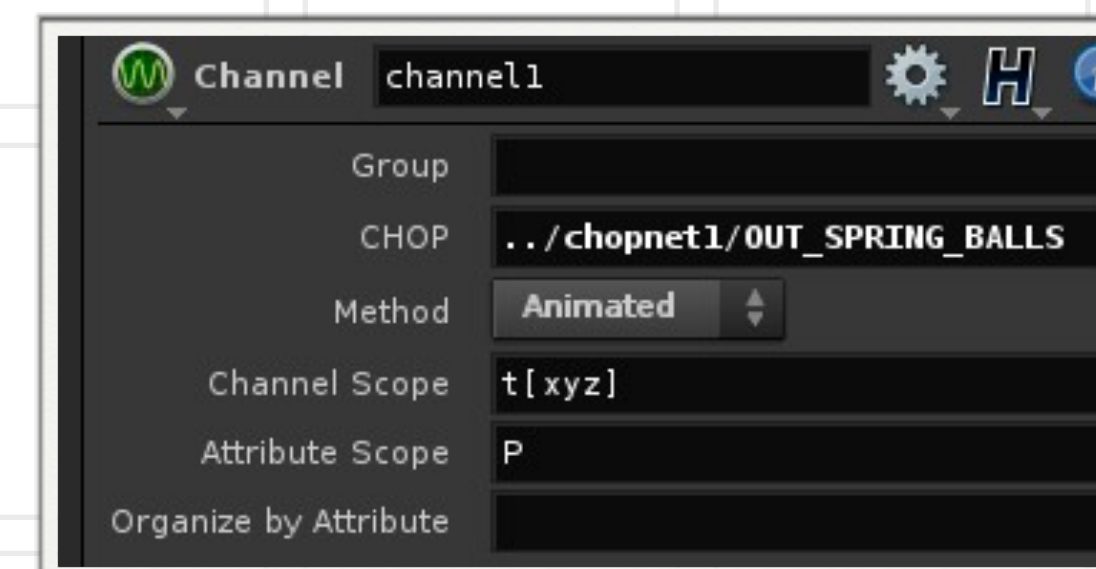 Channel channel1
Group
CHOP ../chopnet1/OUT_SPRING_BALLS
Method Animated
Channel Scope t[xyz]
Attribute Scope P
Organize by Attribute